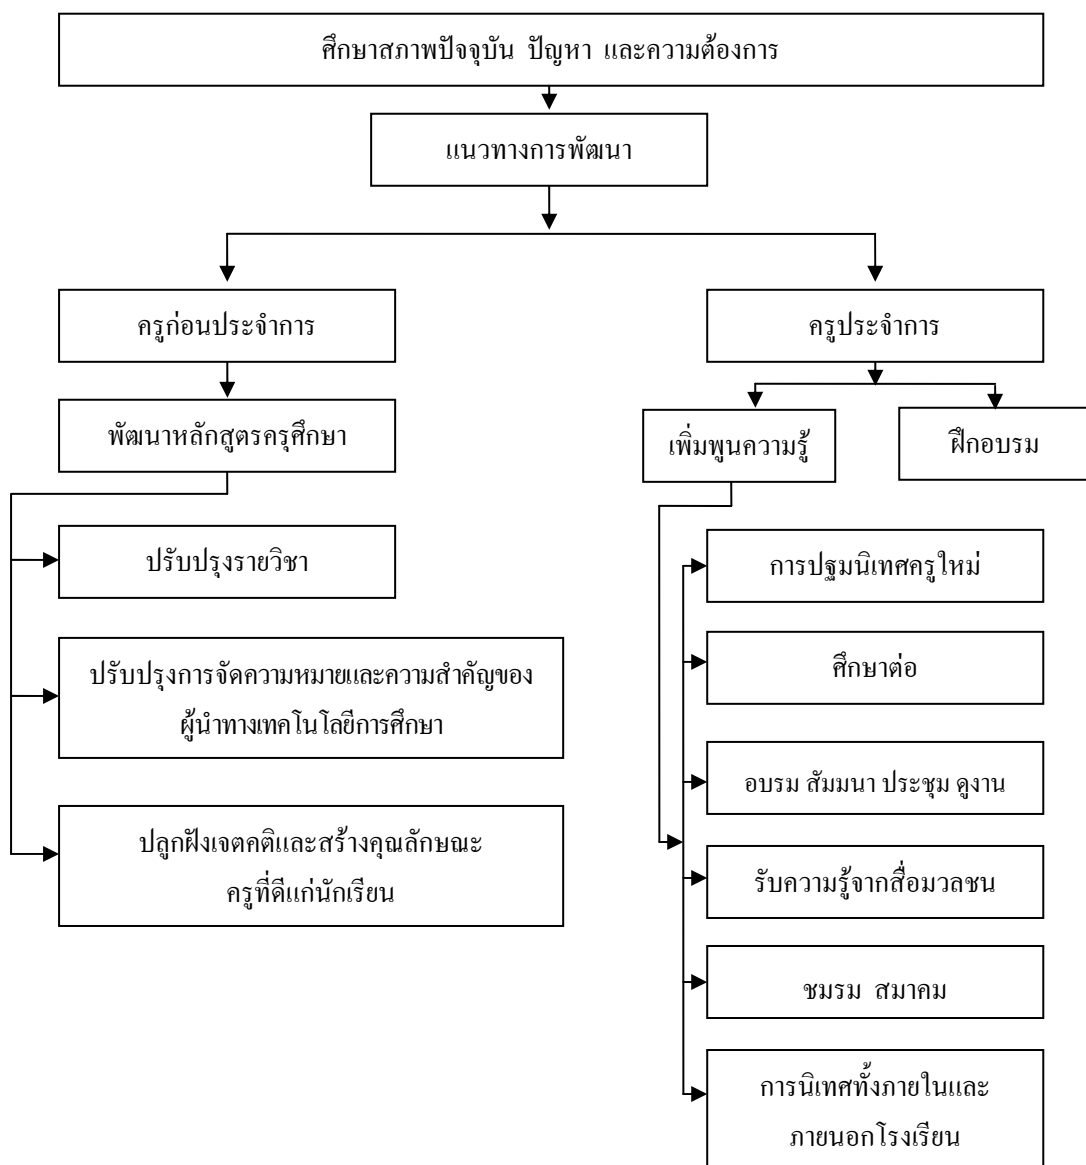 ศึกษาสภาพปัจจุบัน ปัญหา และความต้องการ
แนวทางการพัฒนา
ครูก่อนประจำการ
ครูประจำการ
พัฒนาหลักสูตรครุศึกษา
เพิ่มพูนความรู้
ฝึกอบรม
ปรับปรุงรายวิชา
การปฐมนิเทศครูใหม่
ปรับปรุงการจัดความหมายและความสำคัญของ
ผู้นำทางเทคโนโลยีการศึกษา
ศึกษาต่อ
อบรม สัมมนา ประชุม ดูงาน
ปลูกฝังเจตคติและสร้างคุณลักษณะ
ครูที่ดีแก่นักเรียน
รับความรู้จากสื่อมวลชน
ชมรม สมาคม
การนิเทศทั้งภายในและ
ภายนอกโรงเรียน